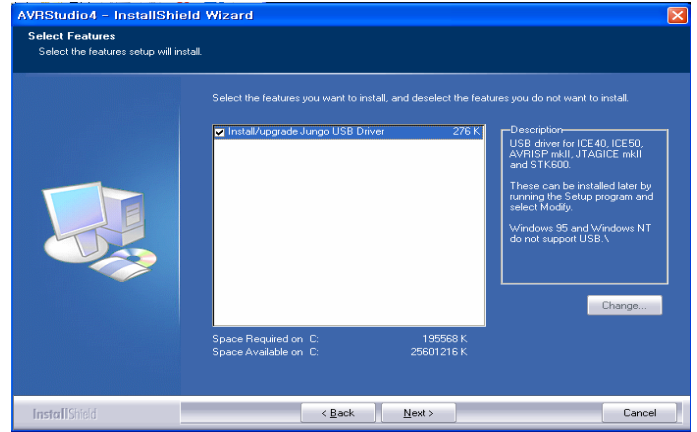 AVRStudio4 - InstallShield Wizard
Select Features
Select the features setup will install.
Select the features you want to install, and deselect the features you do not want to install.
Install/upgrade Jungo USB Driver 276 K
Description
USB driver for ICE40, ICE50,
AVRISP mkII, JTAGICE mkII
and STK600.
These can be installed later by
running the Setup program and
select Modify.
Windows 95 and Windows NT
do not support USB.\
Change...
Space Required on C: 195568 K
Space Available on C: 25601216 K
InstallShield
< Back
Next >
Cancel